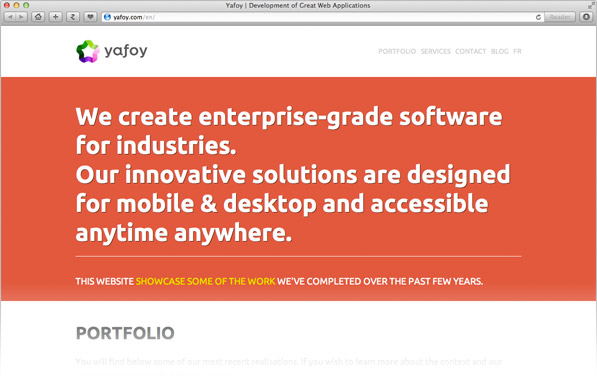 Yafoy | Development of Great Web Applications
yafoy.com/en/
Reader
yafoy
PORTFOLIO SERVICES CONTACT BLOG FR
We create enterprise-grade software
for industries.
Our innovative solutions are designed
for mobile & desktop and accessible
anytime anywhere.
THIS WEBSITE SHOWCASE SOME OF THE WORK WE'VE COMPLETED OVER THE PAST FEW YEARS.
PORTFOLIO
You will find below some of our most recent realisations. If you wish to learn more about the context and our